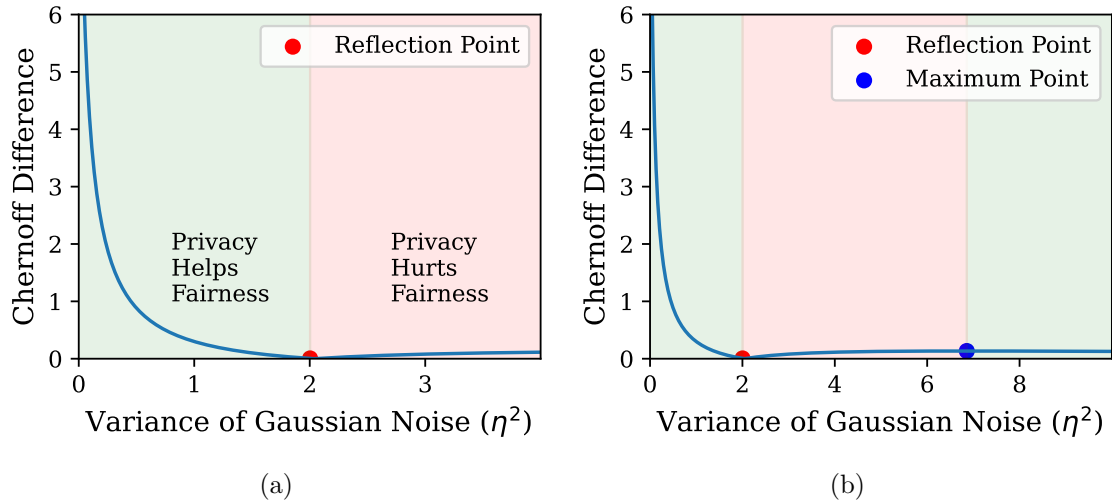 6
5
4
3
2
1
0
Chernoff Difference
Reflection Point
Privacy
Helps
Fairness
Privacy
Hurts
Fairness
0
1
2
3
Variance of Gaussian Noise (η²)
(a)
6
5
4
3
2
1
0
Chernoff Difference
Reflection Point
Maximum Point
0
2
4
6
8
Variance of Gaussian Noise (η²)
(b)